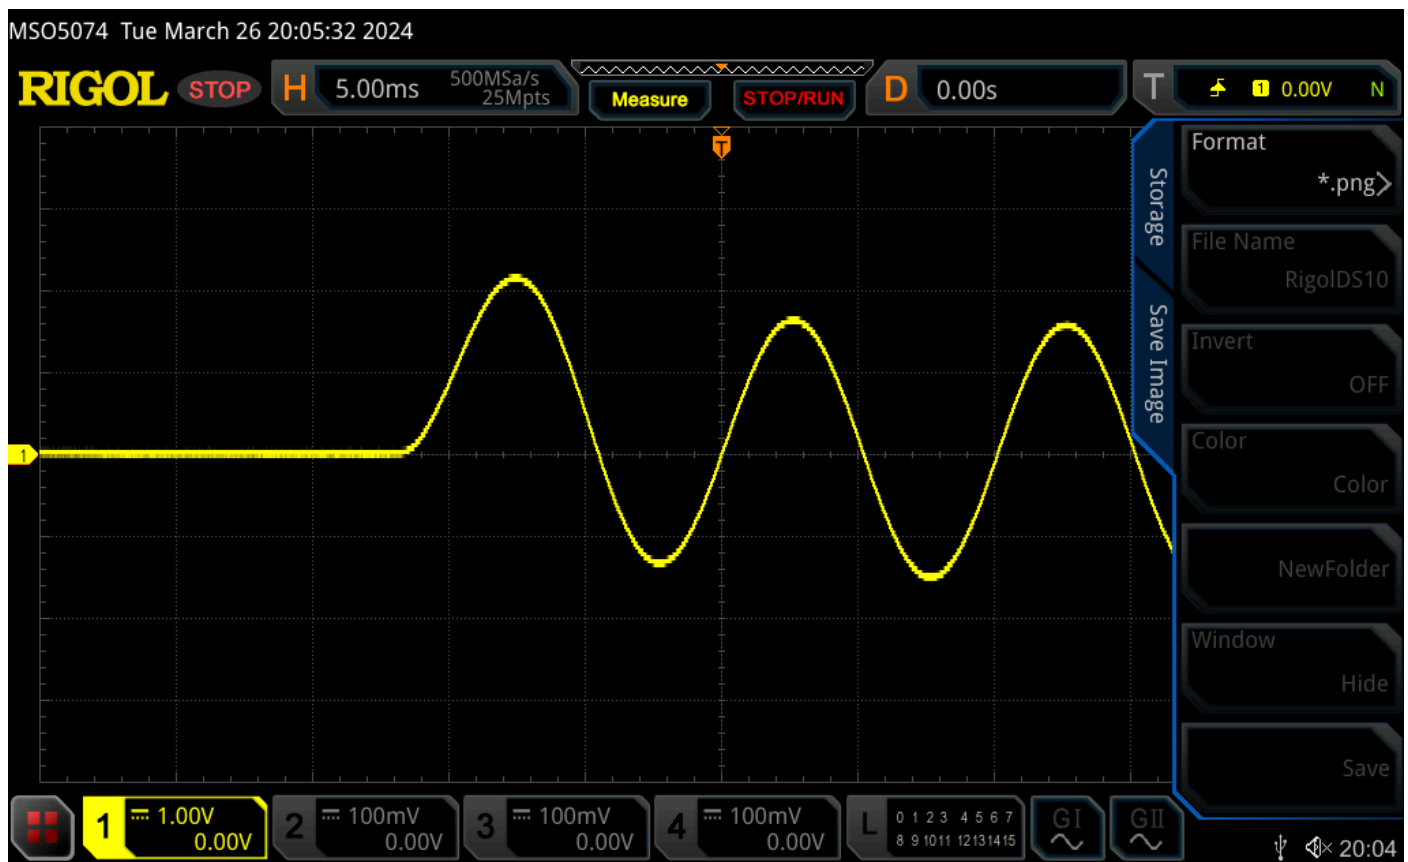 MSO5074 Tue March 26 20:05:32 2024
RIGOL STOP H 5.00ms 500MSa/s 25Mpts Measure STOP/RUN D 0.00s T 1 0.00V N
T
Format
*.png
Storage
File Name
RigolDS10
Save Image
Invert
OFF
1
Color
Color
NewFolder
Window
Hide
Save
1 1.00V 0.00V
2 100mV 0.00V
3 100mV 0.00V
4 100mV 0.00V
L 0 1 2 3 4 5 6 7
8 9 10 11 12 13 14 15
GI
GII
20:04